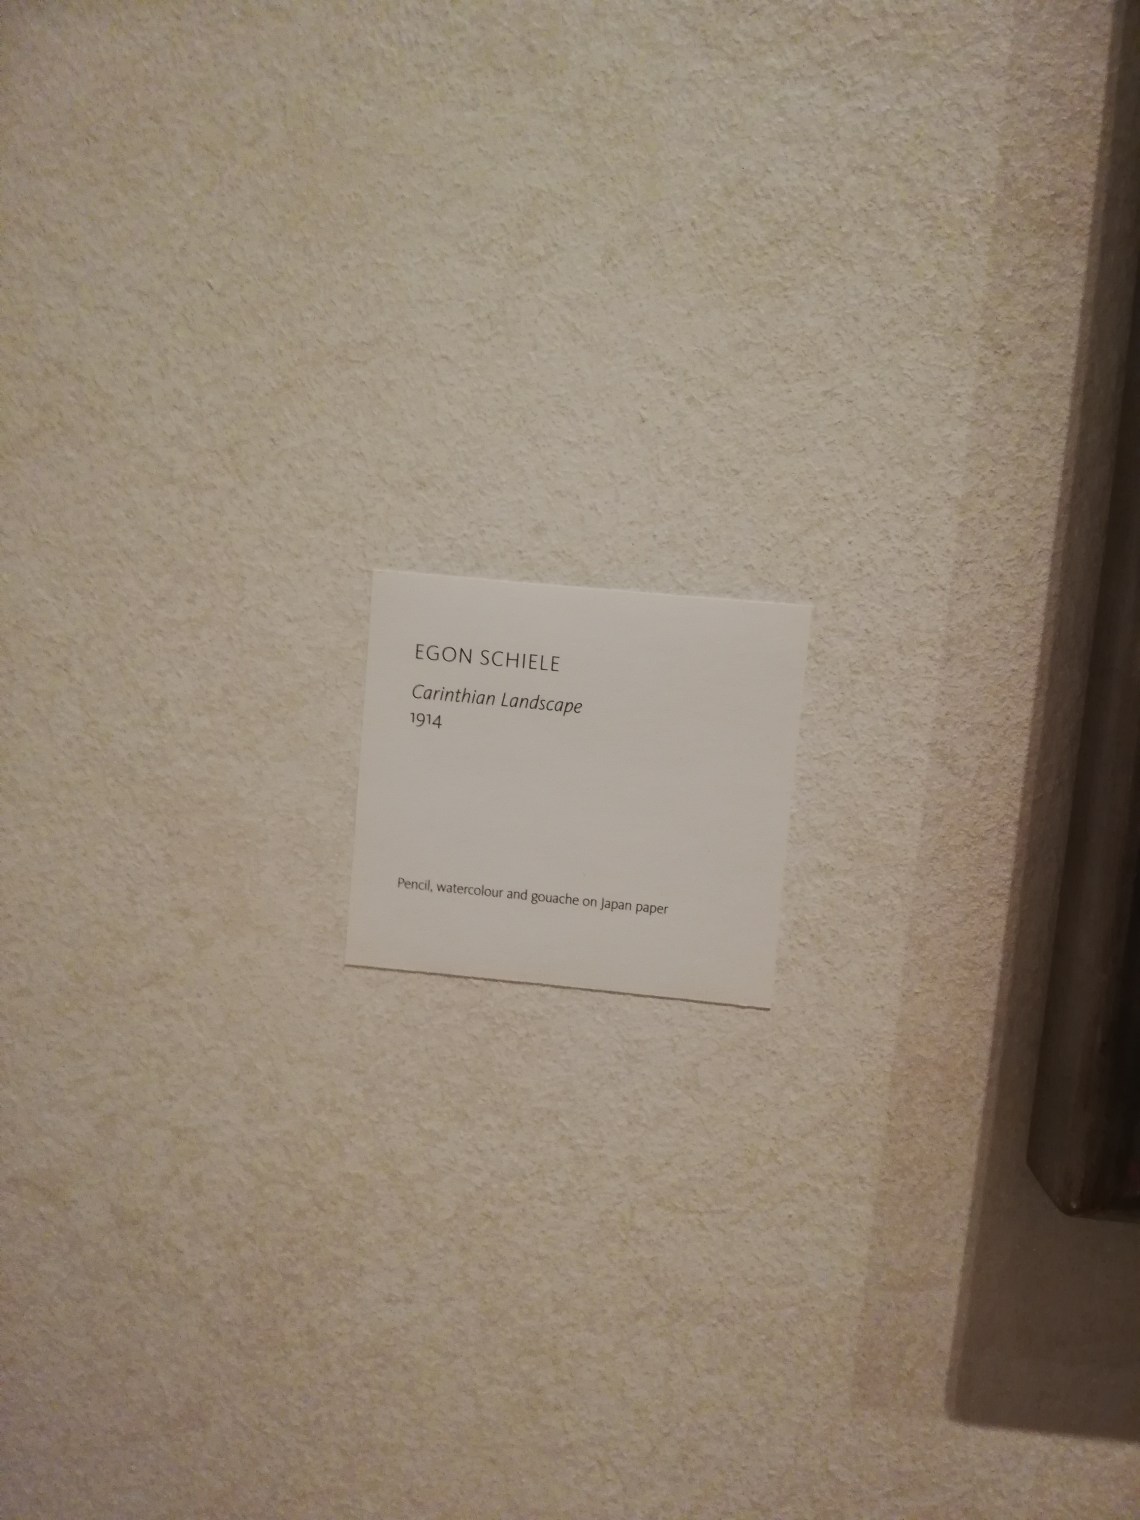 EGON SCHIELE
Carinthian Landscape
1914
Pencil, watercolour and gouache on Japan paper